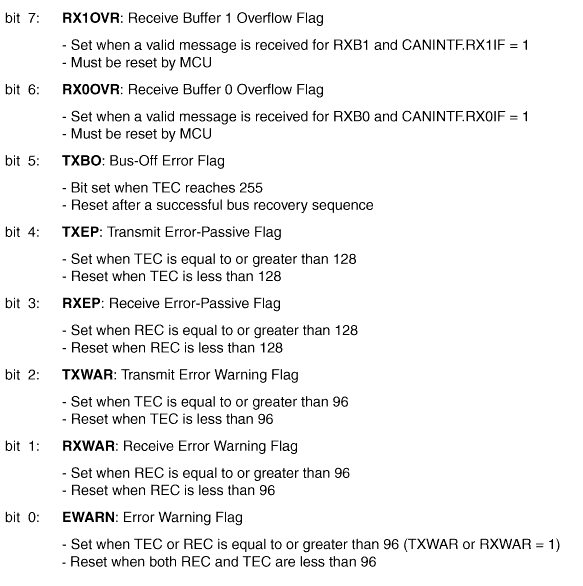 bit 7: RX1OVR: Receive Buffer 1 Overflow Flag
- Set when a valid message is received for RXB1 and CANINTF.RX1IF = 1
- Must be reset by MCU
bit 6: RX0OVR: Receive Buffer 0 Overflow Flag
- Set when a valid message is received for RXB0 and CANINTF.RX0IF = 1
- Must be reset by MCU
bit 5: TXBO: Bus-Off Error Flag
- Bit set when TEC reaches 255
- Reset after a successful bus recovery sequence
bit 4: TXEP: Transmit Error-Passive Flag
- Set when TEC is equal to or greater than 128
- Reset when TEC is less than 128
bit 3: RXEP: Receive Error-Passive Flag
- Set when REC is equal to or greater than 128
- Reset when REC is less than 128
bit 2: TXWAR: Transmit Error Warning Flag
- Set when TEC is equal to or greater than 96
- Reset when TEC is less than 96
bit 1: RXWAR: Receive Error Warning Flag
- Set when REC is equal to or greater than 96
- Reset when REC is less than 96
bit 0: EWARN: Error Warning Flag
- Set when TEC or REC is equal to or greater than 96 (TXWAR or RXWAR = 1)
- Reset when both REC and TEC are less than 96